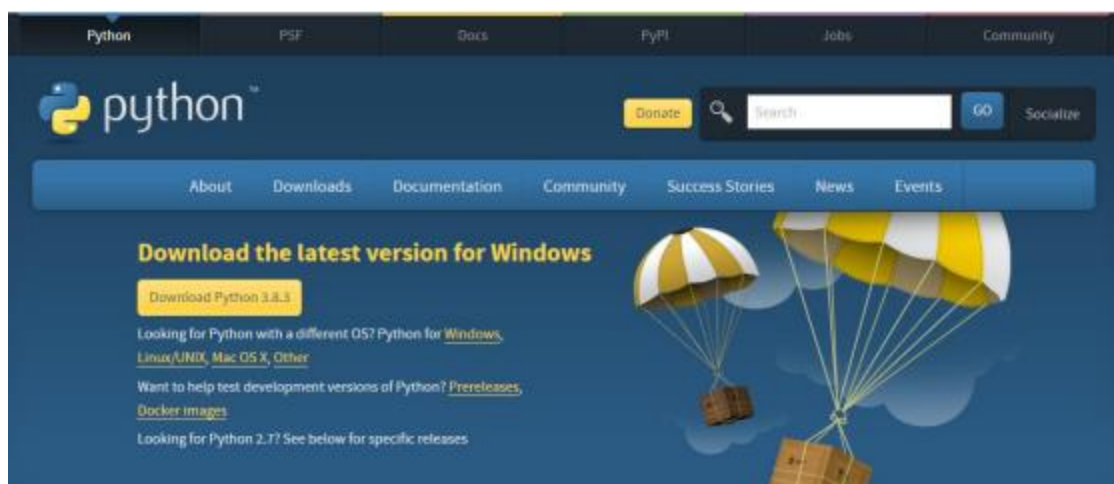 Python PSF Docs PyPI Jobs Community
python™
Donate Search GO Socialize
About Downloads Documentation Community Success Stories News Events
Download the latest version for Windows
Download Python 3.8.3
Looking for Python with a different OS? Python for Windows,
Linux/UNIX, Mac OS X, Other
Want to help test development versions of Python? Prereleases,
Docker images
Looking for Python 2.7? See below for specific releases